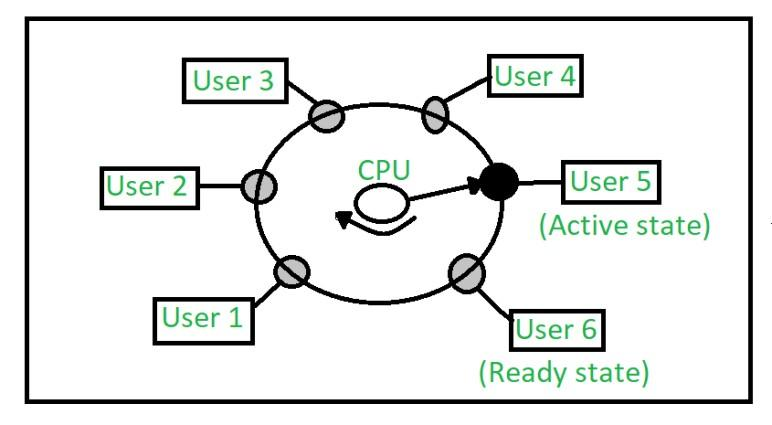 User 3
User 4
CPU
User 2
User 5
(Active state)
User 1
User 6
(Ready state)